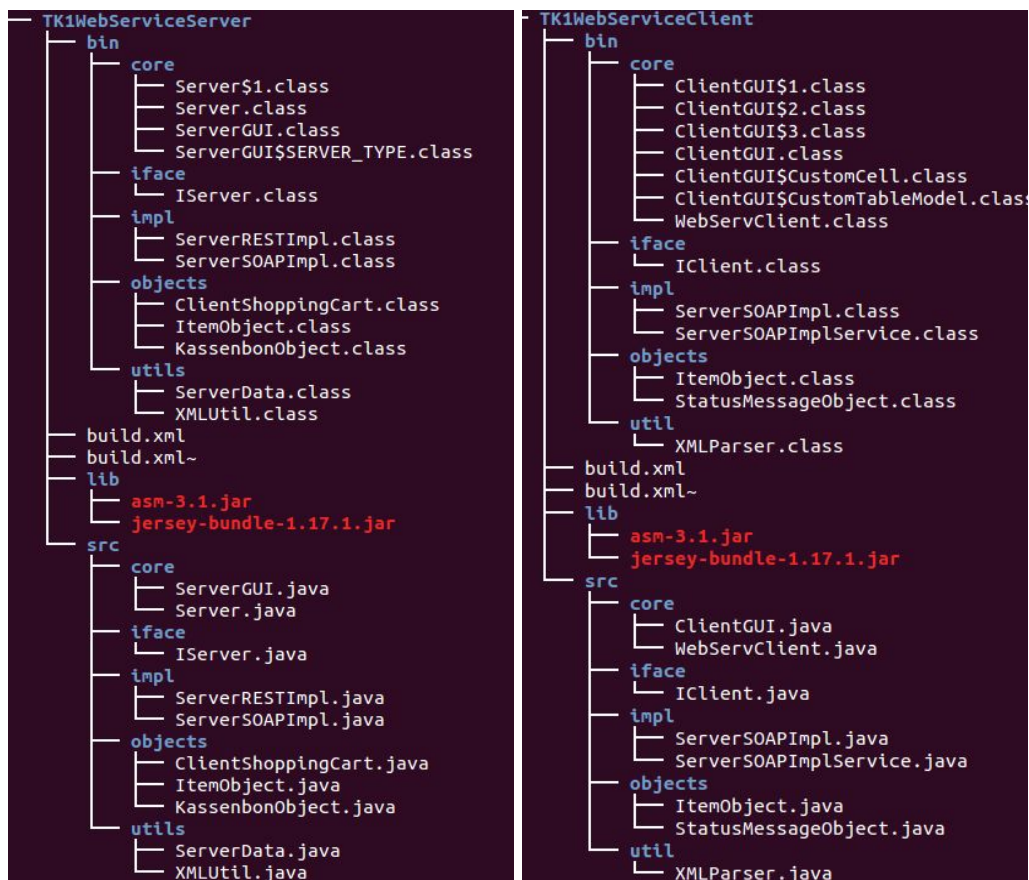 TK1WebServiceServer
bin
core
Server$1.class
Server.class
ServerGUI.class
ServerGUI$SERVER_TYPE.class
iface
IServer.class
impl
ServerRESTImpl.class
ServerSOAPImpl.class
objects
ClientShoppingCart.class
ItemObject.class
KassenbonObject.class
utils
ServerData.class
XMLUtil.class
build.xml
build.xml~
lib
asm-3.1.jar
jersey-bundle-1.17.1.jar
src
core
ServerGUI.java
Server.java
iface
IServer.java
impl
ServerRESTImpl.java
ServerSOAPImpl.java
objects
ClientShoppingCart.java
ItemObject.java
KassenbonObject.java
utils
ServerData.java
XMLUtil.java
TK1WebServiceClient
bin
core
ClientGUI$1.class
ClientGUI$2.class
ClientGUI$3.class
ClientGUI.class
ClientGUI$CustomCell.class
ClientGUI$CustomTableModel.class
WebServClient.class
iface
IClient.class
impl
ServerSOAPImpl.class
ServerSOAPImplService.class
objects
ItemObject.class
StatusMessageObject.class
util
XMLParser.class
build.xml
build.xml~
lib
asm-3.1.jar
jersey-bundle-1.17.1.jar
src
core
ClientGUI.java
WebServClient.java
iface
IClient.java
impl
ServerSOAPImpl.java
ServerSOAPImplService.java
objects
ItemObject.java
StatusMessageObject.java
util
XMLParser.java